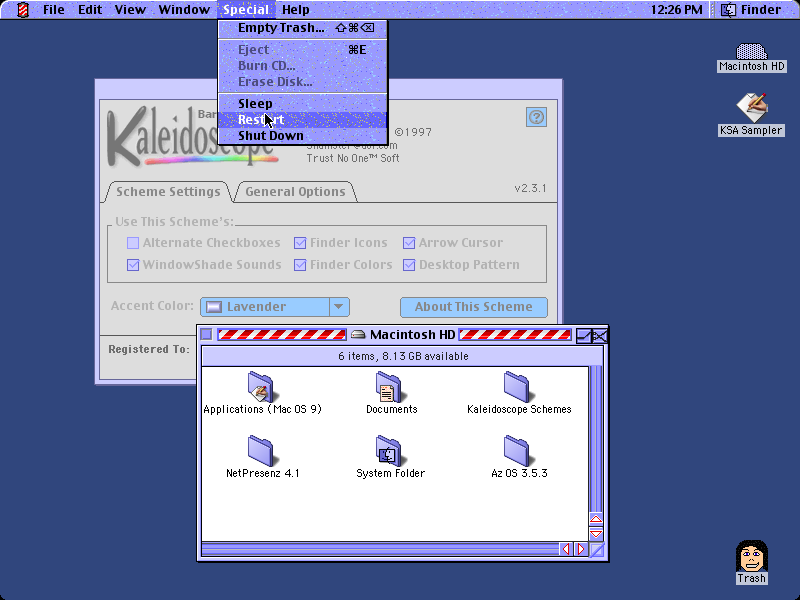 File Edit View Window Special Help 12:26 PM Finder
Empty Trash... ⇧⌘⌫
Eject ⌘E
Burn CD...
Erase Disk...
Sleep
Restart
Shut Down
Macintosh HD
KSA Sampler
Kaleidoscope
©1997
Trust No One™ Soft
v2.3.1
Scheme Settings General Options
Use This Scheme's:
Alternate Checkboxes Finder Icons Arrow Cursor
WindowShade Sounds Finder Colors Desktop Pattern
Accent Color: Lavender About This Scheme
Registered To:
Macintosh HD
6 items, 8.13 GB available
Applications (Mac OS 9) Documents Kaleidoscope Schemes
NetPresenz 4.1 System Folder Az OS 3.5.3
Trash